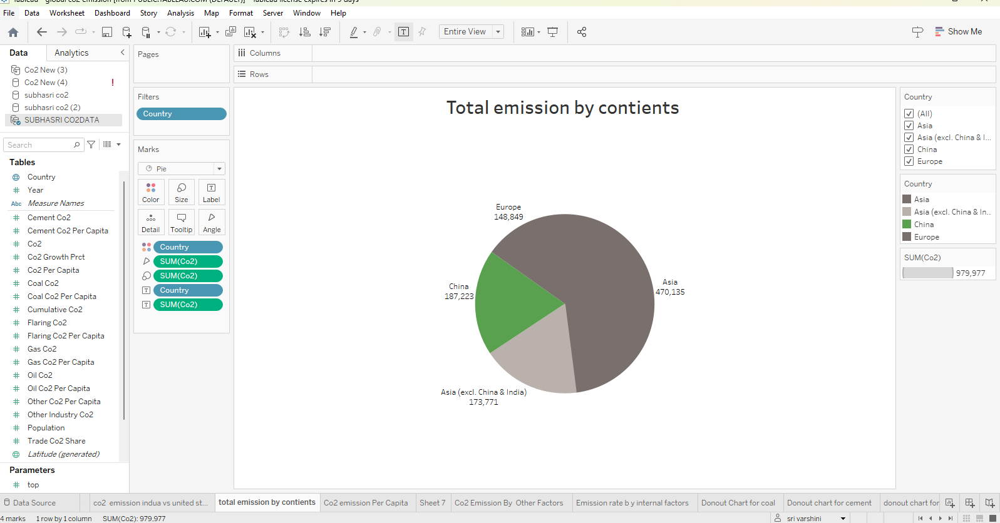 File Data Worksheet Dashboard Story Analysis Map Format Server Window Help
Entire View
Show Me
Data Analytics
Co2 New (3)
Co2 New (4) !
subhasri co2
subhasri co2 (2)
SUBHASRI CO2DATA
Search
Tables
Country
Year
Abc Measure Names
Cement Co2
Cement Co2 Per Capita
Co2
Co2 Growth Prct
Co2 Per Capita
Coal Co2
Coal Co2 Per Capita
Cumulative Co2
Flaring Co2
Flaring Co2 Per Capita
Gas Co2
Gas Co2 Per Capita
Oil Co2
Oil Co2 Per Capita
Other Co2 Per Capita
Other Industry Co2
Population
Trade Co2 Share
Latitude (generated)
Parameters
top
Pages
Filters
Country
Marks
Pie
Color Size Label
Detail Tooltip Angle
Country
SUM(Co2)
SUM(Co2)
Country
SUM(Co2)
Columns
Rows
Total emission by contients
Europe
148,849
Asia
470,135
China
187,223
Asia (excl. China & India)
173,771
Country
(All)
Asia
Asia (excl. China & I...
China
Europe
Country
Asia
Asia (excl. China & In..
China
Europe
SUM(Co2)
979,977
Data Source co2 emission indua vs united st... total emission by contients Co2 emission Per Capita Sheet 7 Co2 Emission By Other Factors Emission rate b y internal factors Donout Chart for coal Donout chart for cement donout chart for
4 marks 1 row by 1 column SUM(Co2): 979,977 sri varshini